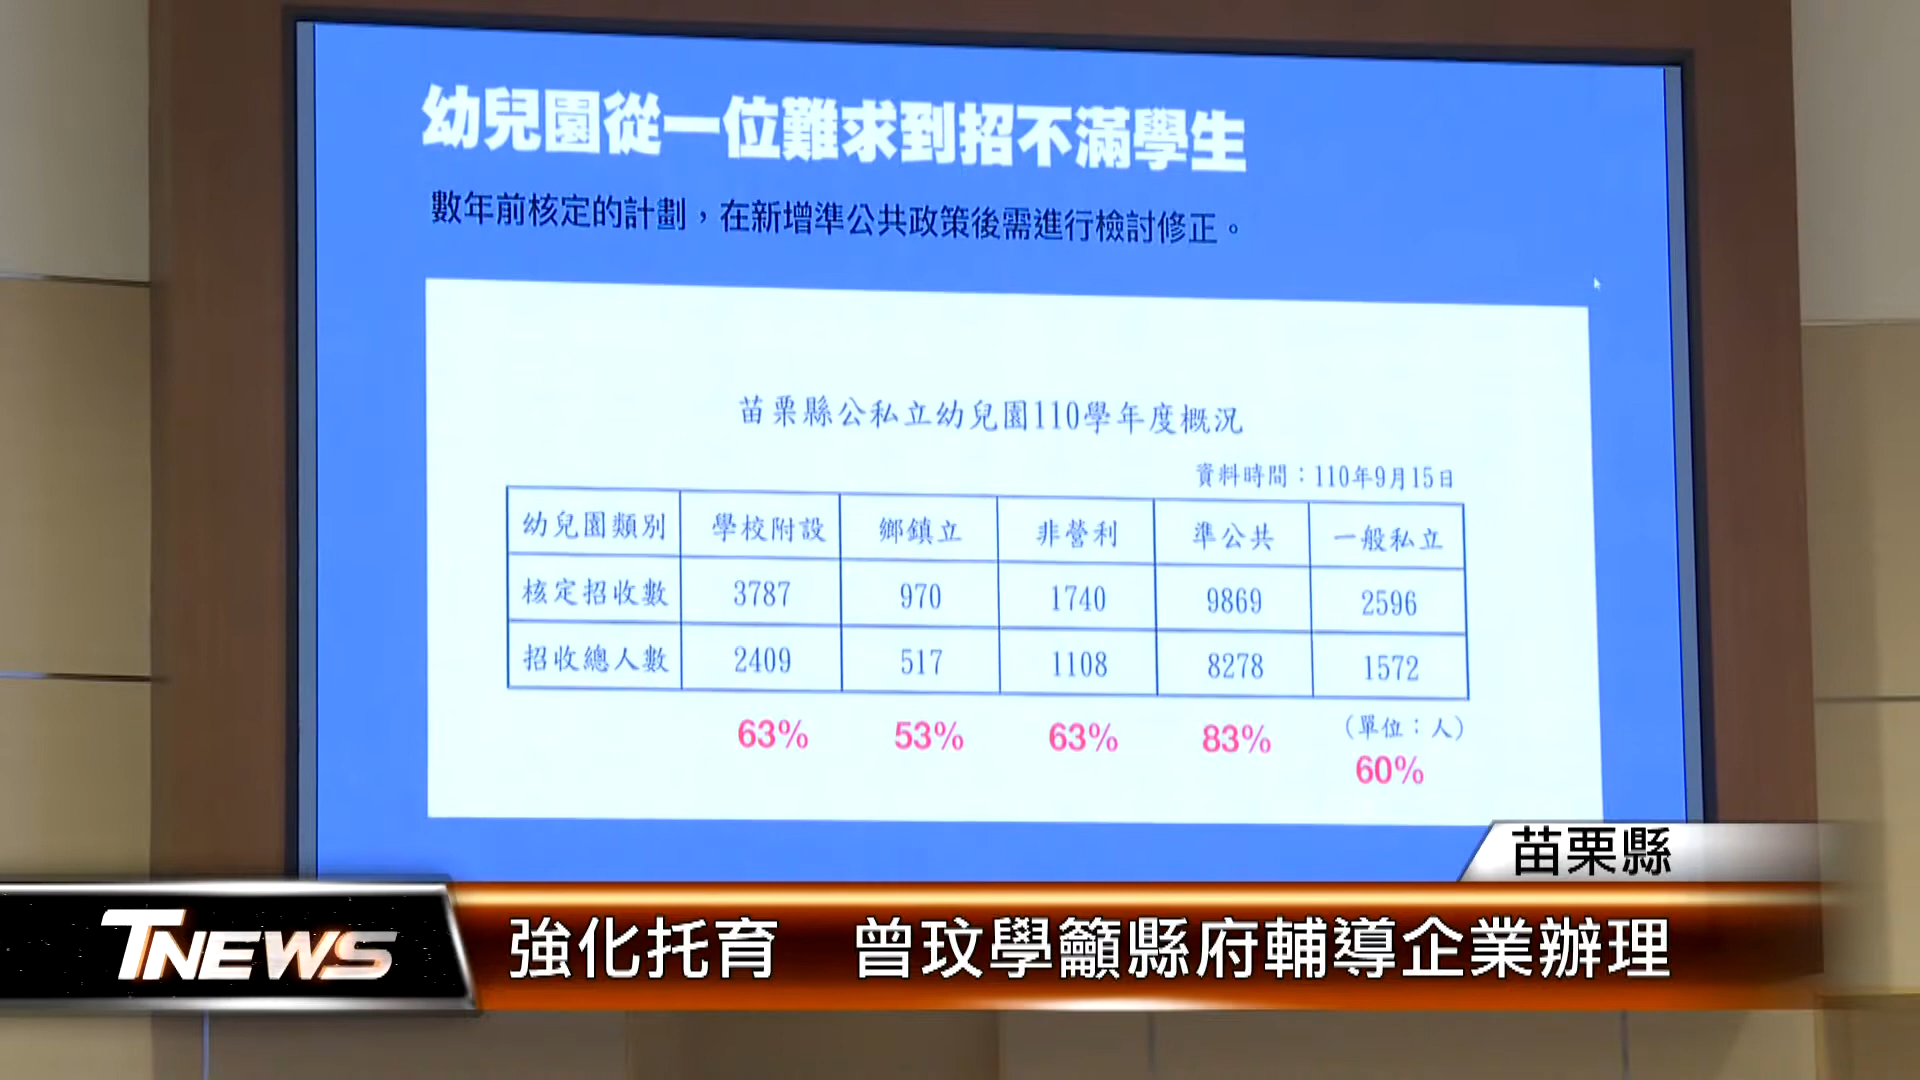 幼兒園從一位難求到招不滿學生
數年前核定的計劃，在新增準公共政策後需進行檢討修正。
苗栗縣公私立幼兒園110學年度概況
資料時間：110年9月15日
幼兒園類別 學校附設 鄉鎮立 非營利 準公共 一般私立
核定招收數 3787 970 1740 9869 2596
招收總人數 2409 517 1108 8278 1572
（單位：人）
63% 53% 63% 83% 60%
苗栗縣
TNEWS
強化托育 曾玟學籲縣府輔導企業辦理